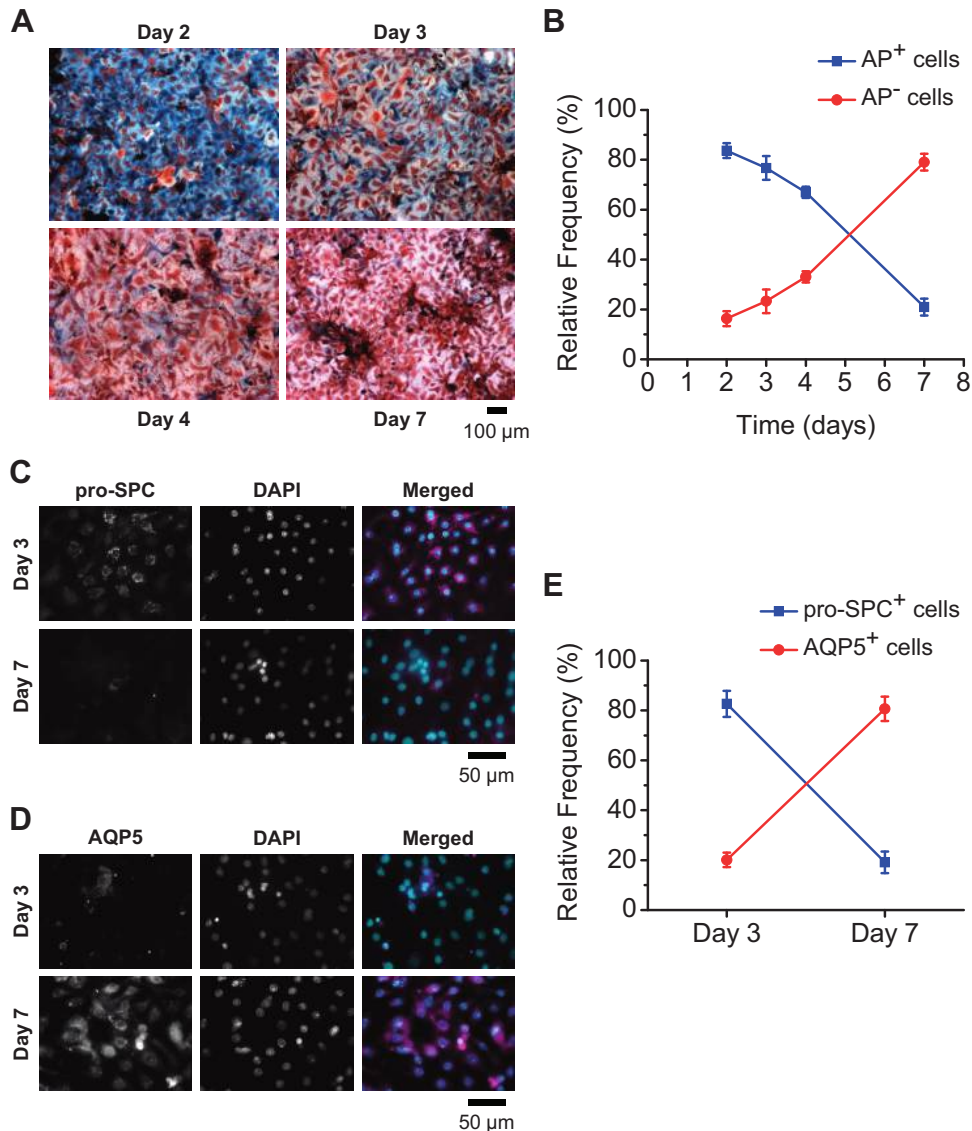 A
Day 2 Day 3
Day 4 Day 7
100 µm
B
AP+ cells
AP- cells
Relative Frequency (%)
100
80
60
40
20
0
0 1 2 3 4 5 6 7 8
Time (days)
C
pro-SPC DAPI Merged
Day 3
Day 7
50 µm
D
AQP5 DAPI Merged
Day 3
Day 7
50 µm
E
pro-SPC+ cells
AQP5+ cells
Relative Frequency (%)
100
80
60
40
20
0
Day 3 Day 7